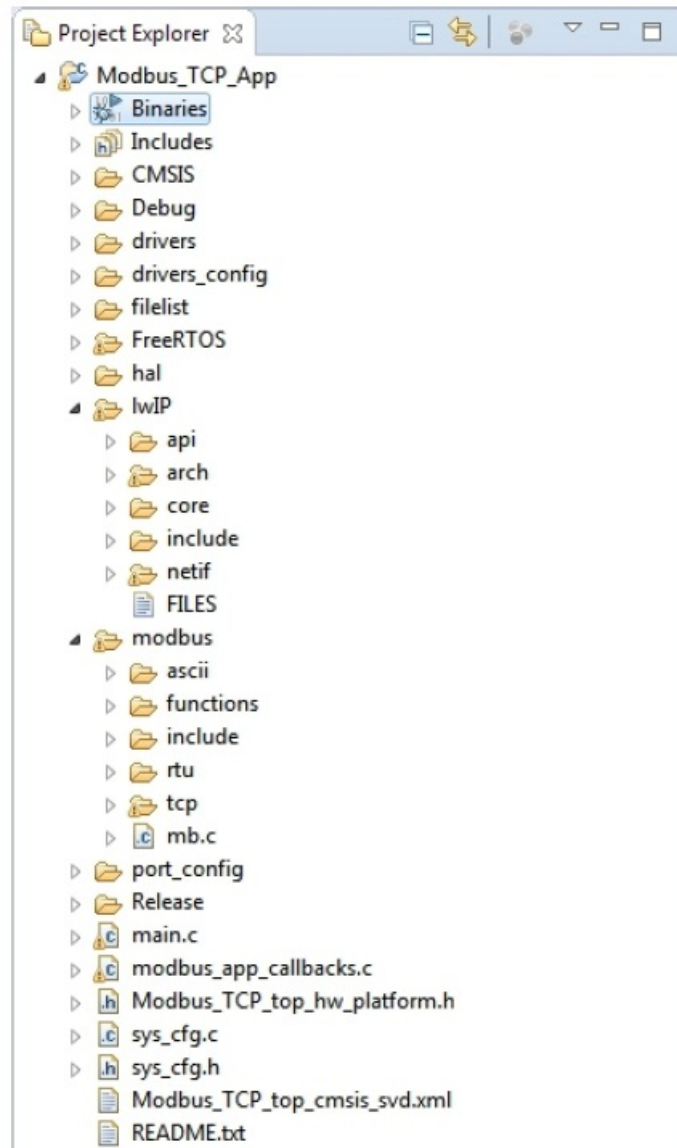 Project Explorer
Modbus_TCP_App
Binaries
Includes
CMSIS
Debug
drivers
drivers_config
filelist
FreeRTOS
hal
lwIP
api
arch
core
include
netif
FILES
modbus
ascii
functions
include
rtu
tcp
mb.c
port_config
Release
main.c
modbus_app_callbacks.c
Modbus_TCP_top_hw_platform.h
sys_cfg.c
sys_cfg.h
Modbus_TCP_top_cmsis_svd.xml
README.txt